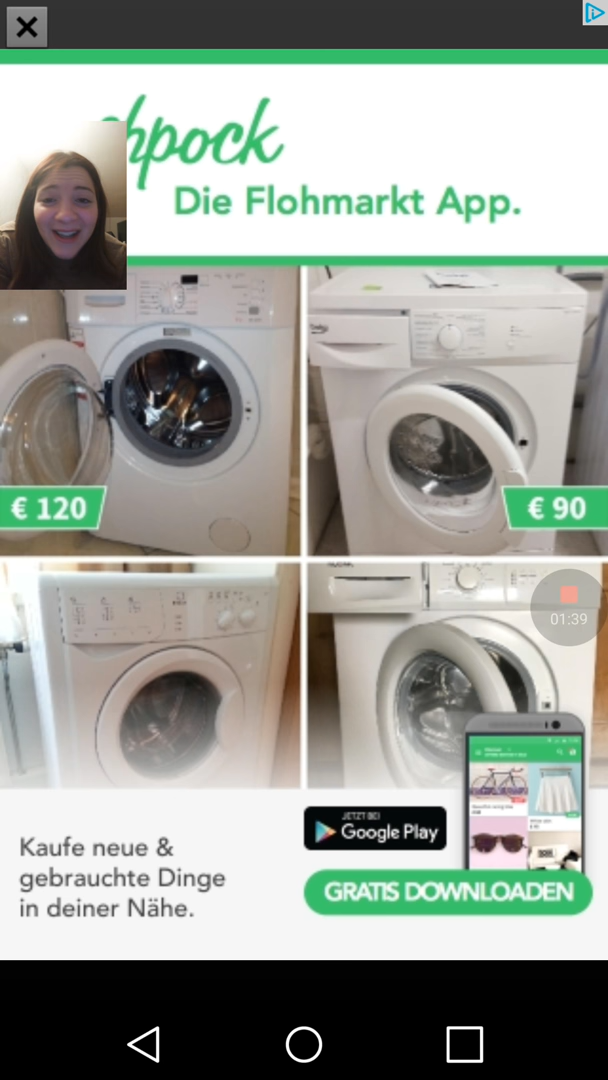 hpock
Die Flohmarkt App.
€ 120
€ 90
01:39
Kaufe neue &
gebrauchte Dinge
in deiner Nähe.
JETZT BEI
Google Play
GRATIS DOWNLOADEN